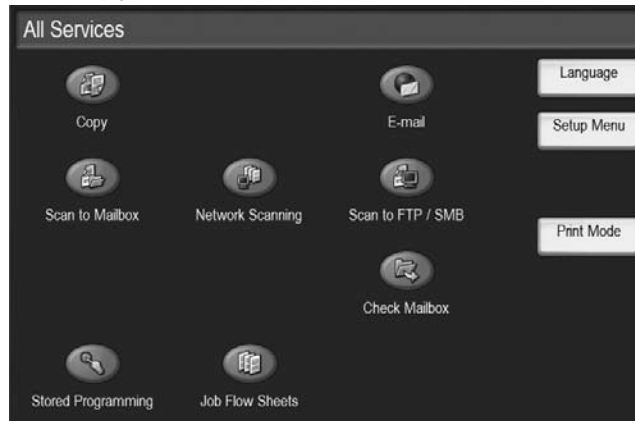 All Services
Copy
E-mail
Language
Setup Menu
Scan to Mailbox
Network Scanning
Scan to FTP / SMB
Print Mode
Check Mailbox
Stored Programming
Job Flow Sheets